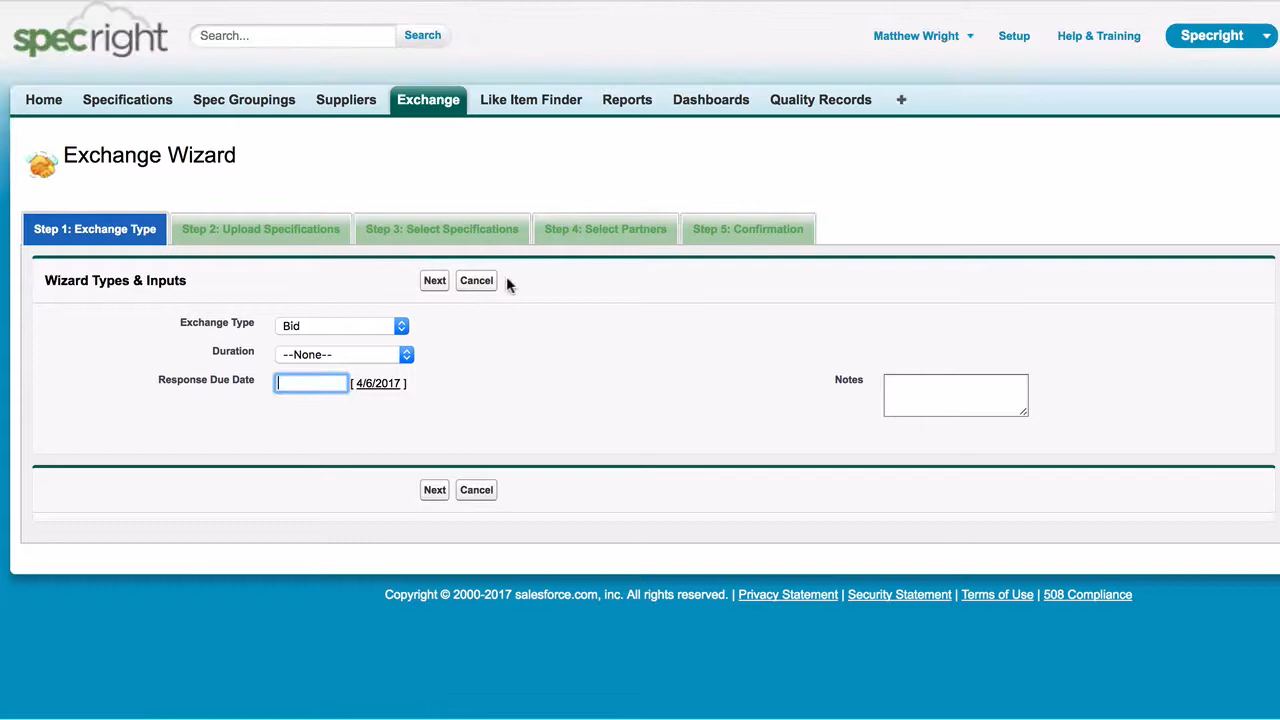 specright
Search...
Search
Matthew Wright
Setup
Help & Training
Specright
Home
Specifications
Spec Groupings
Suppliers
Exchange
Like Item Finder
Reports
Dashboards
Quality Records
+
Exchange Wizard
Step 1: Exchange Type
Step 2: Upload Specifications
Step 3: Select Specifications
Step 4: Select Partners
Step 5: Confirmation
Wizard Types & Inputs
Next
Cancel
Exchange Type
Bid
Duration
--None--
Response Due Date
[ 4/6/2017 ]
Notes
Next
Cancel
Copyright © 2000-2017 salesforce.com, inc. All rights reserved. | Privacy Statement | Security Statement | Terms of Use | 508 Compliance